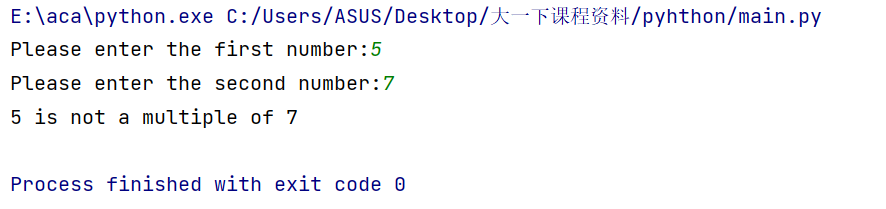 E:\aca\python.exe C:/Users/ASUS/Desktop/大一下课程资料/pyhthon/main.py
Please enter the first number:5
Please enter the second number:7
5 is not a multiple of 7
Process finished with exit code 0